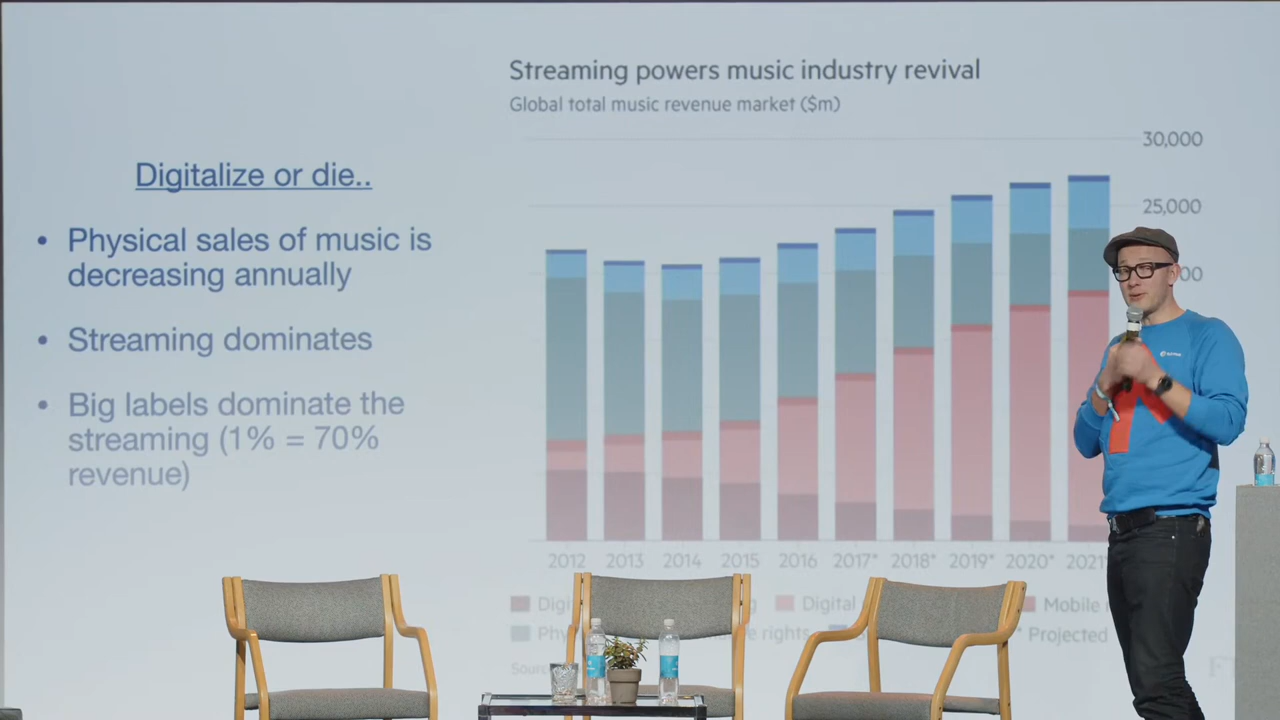 Streaming powers music industry revival
Global total music revenue market ($m)
30,000
25,000
Digitalize or die..
• Physical sales of music is
decreasing annually
• Streaming dominates
• Big labels dominate the
streaming (1% = 70%
revenue)
2012 2013 2014 2015 2016 2017* 2018* 2019* 2020* 2021*
Digital
Mobile
rights
* Projected